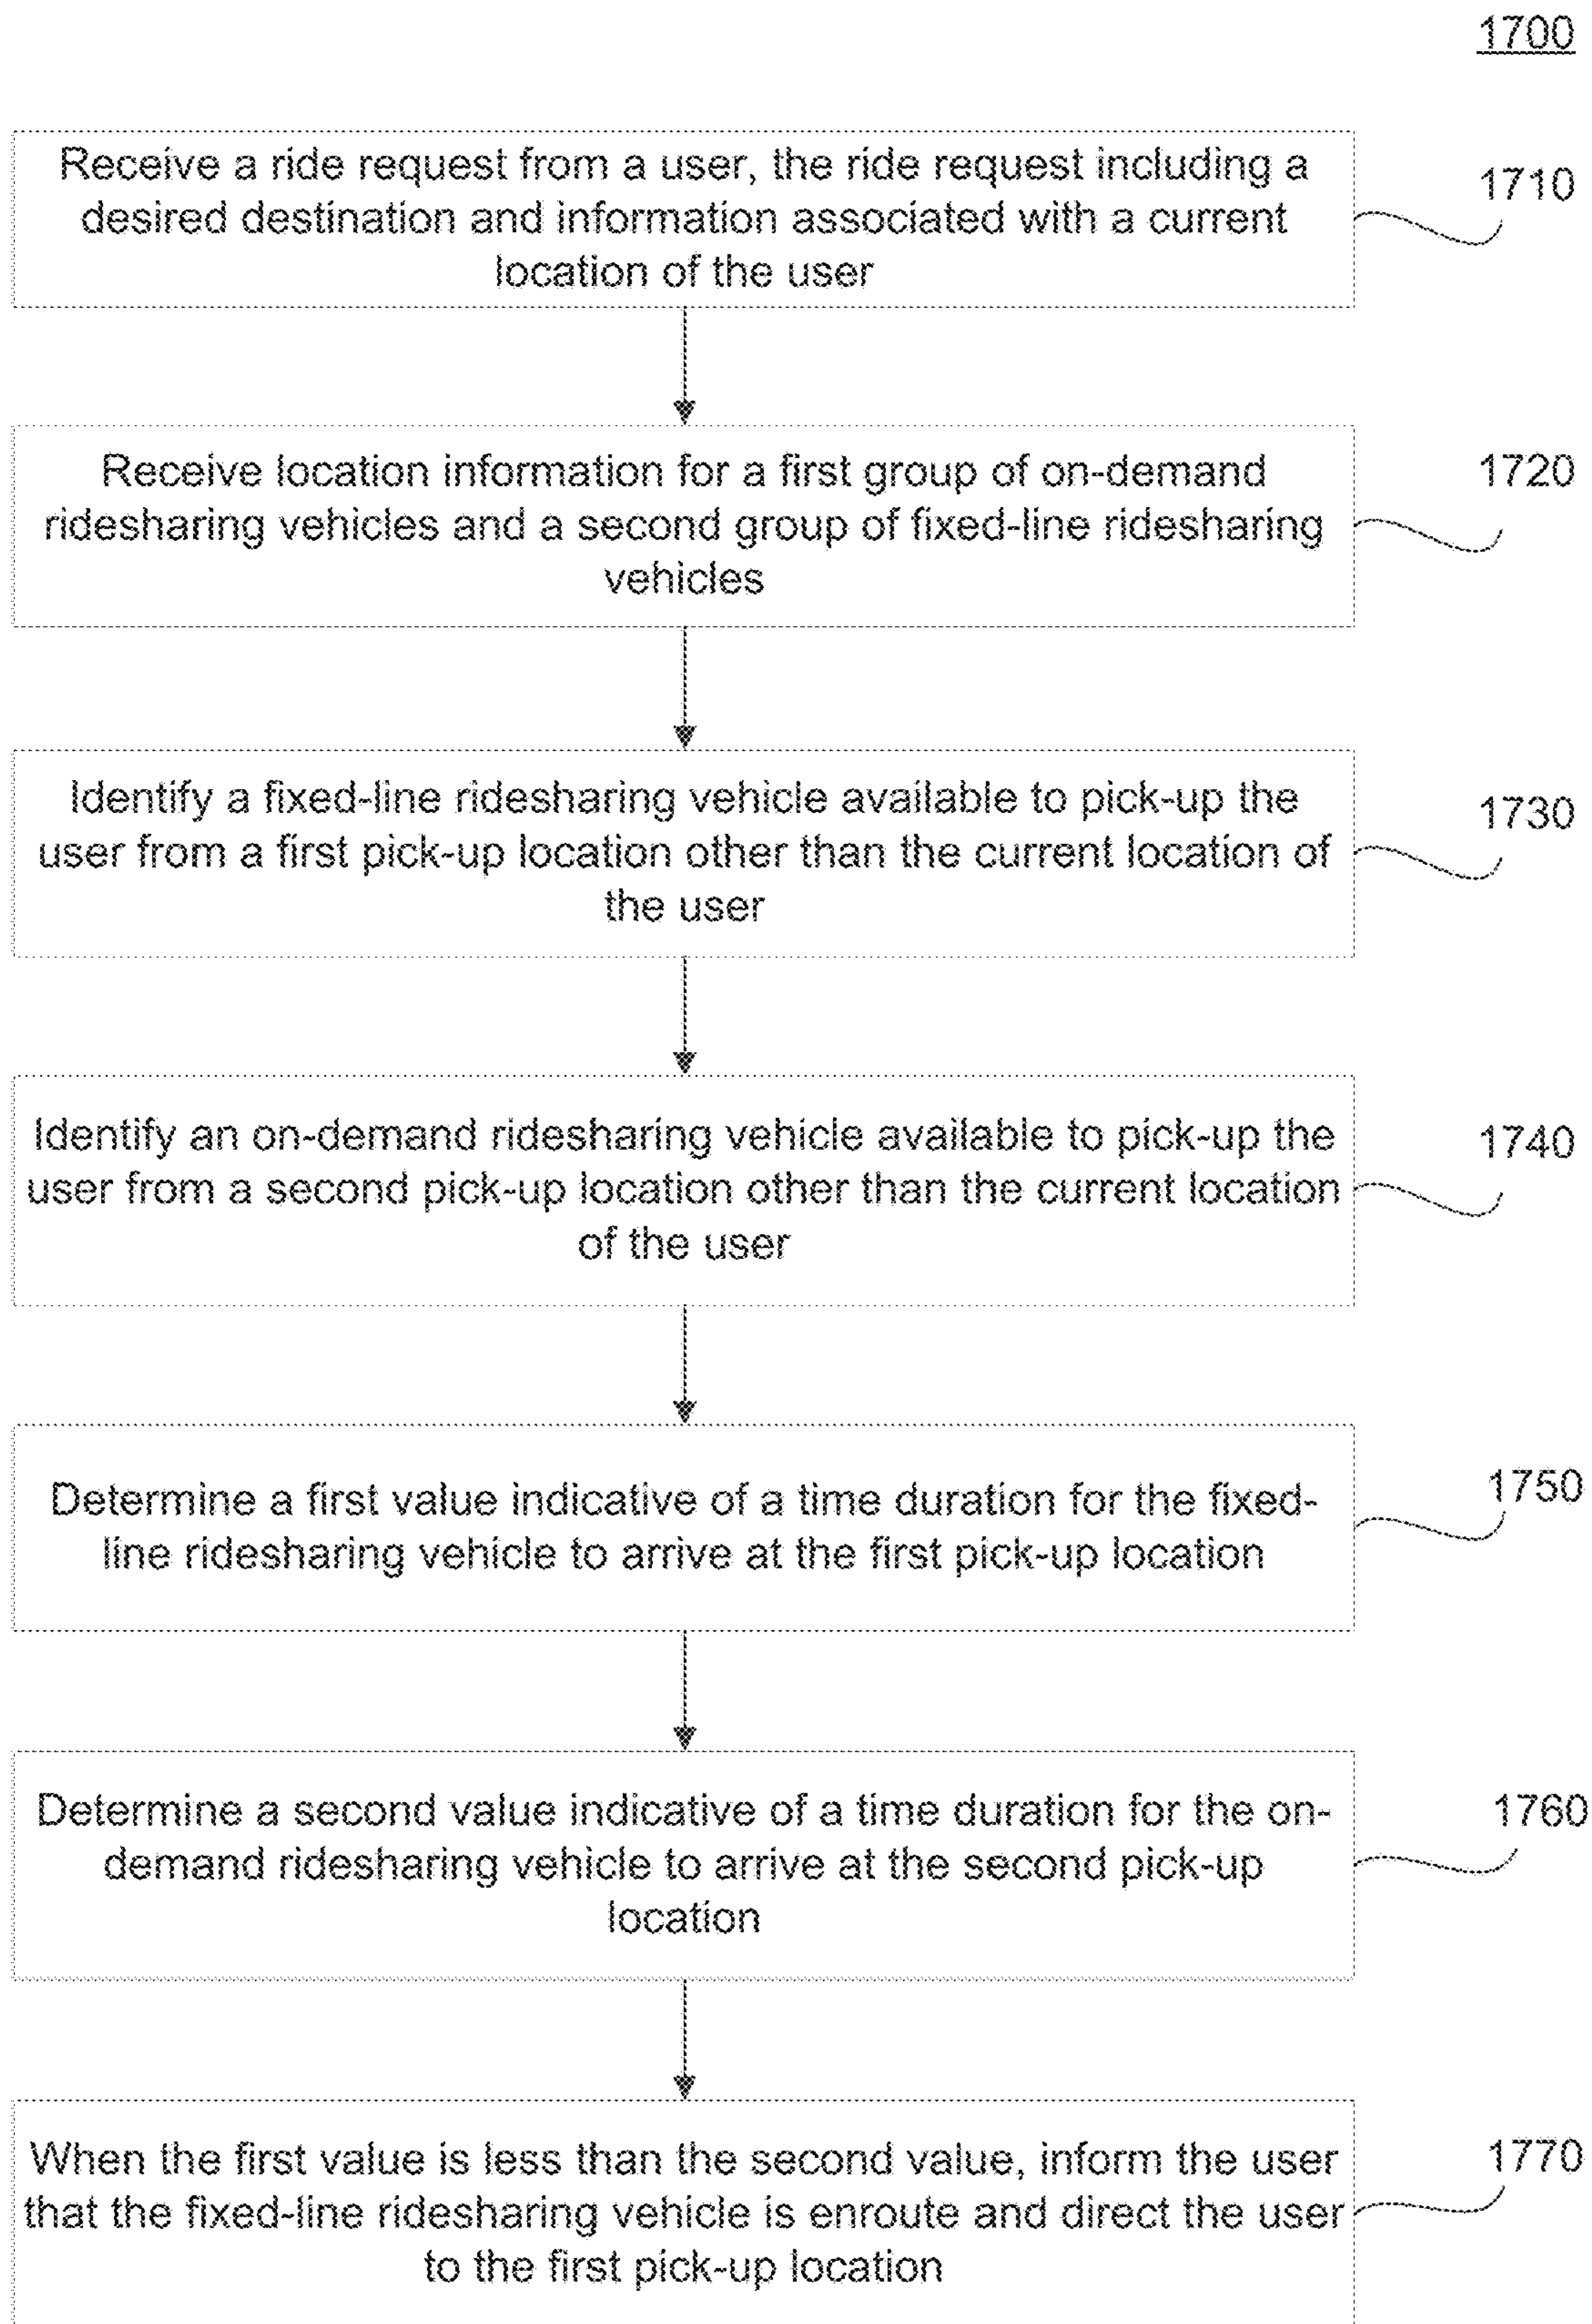 1700
Receive a ride request from a user, the ride request including a
desired destination and information associated with a current
location of the user
1710
Receive location information for a first group of on-demand
ridesharing vehicles and a second group of fixed-line ridesharing
vehicles
1720
Identify a fixed-line ridesharing vehicle available to pick-up the
user from a first pick-up location other than the current location of
the user
1730
Identify an on-demand ridesharing vehicle available to pick-up the
user from a second pick-up location other than the current location
of the user
1740
Determine a first value indicative of a time duration for the fixed-
line ridesharing vehicle to arrive at the first pick-up location
1750
Determine a second value indicative of a time duration for the on-
demand ridesharing vehicle to arrive at the second pick-up
location
1760
When the first value is less than the second value, inform the user
that the fixed-line ridesharing vehicle is enroute and direct the user
to the first pick-up location
1770